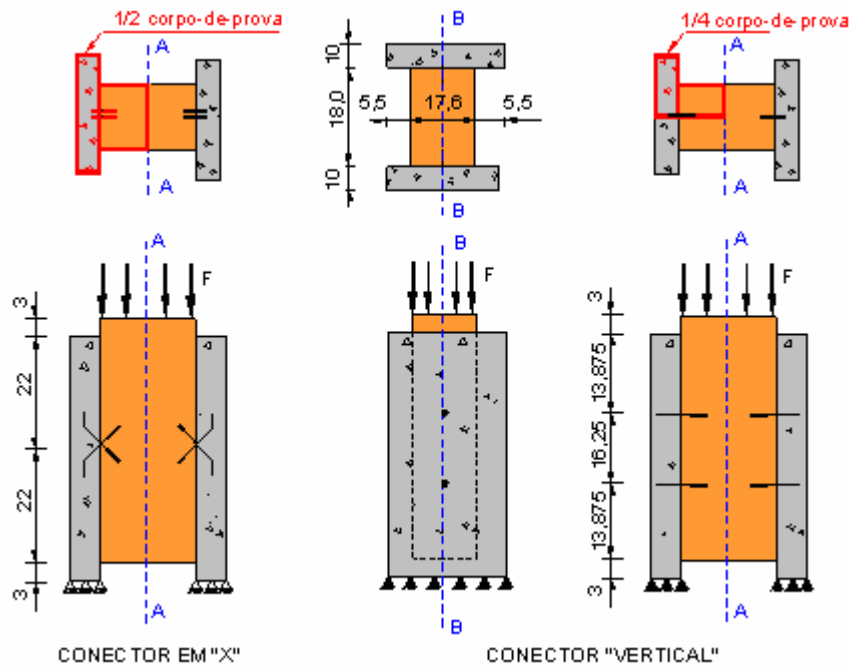 1/2 corpo-de-prova
A
A
B
10
18,0
10
5,5
17,6
5,5
B
1/4 corpo-de-prova
A
A
A
F
3
22
22
3
A
B
F
B
A
F
3
13,875
16,25
13,875
3
A
CONECTOR EM "X"
CONECTOR "VERTICAL"